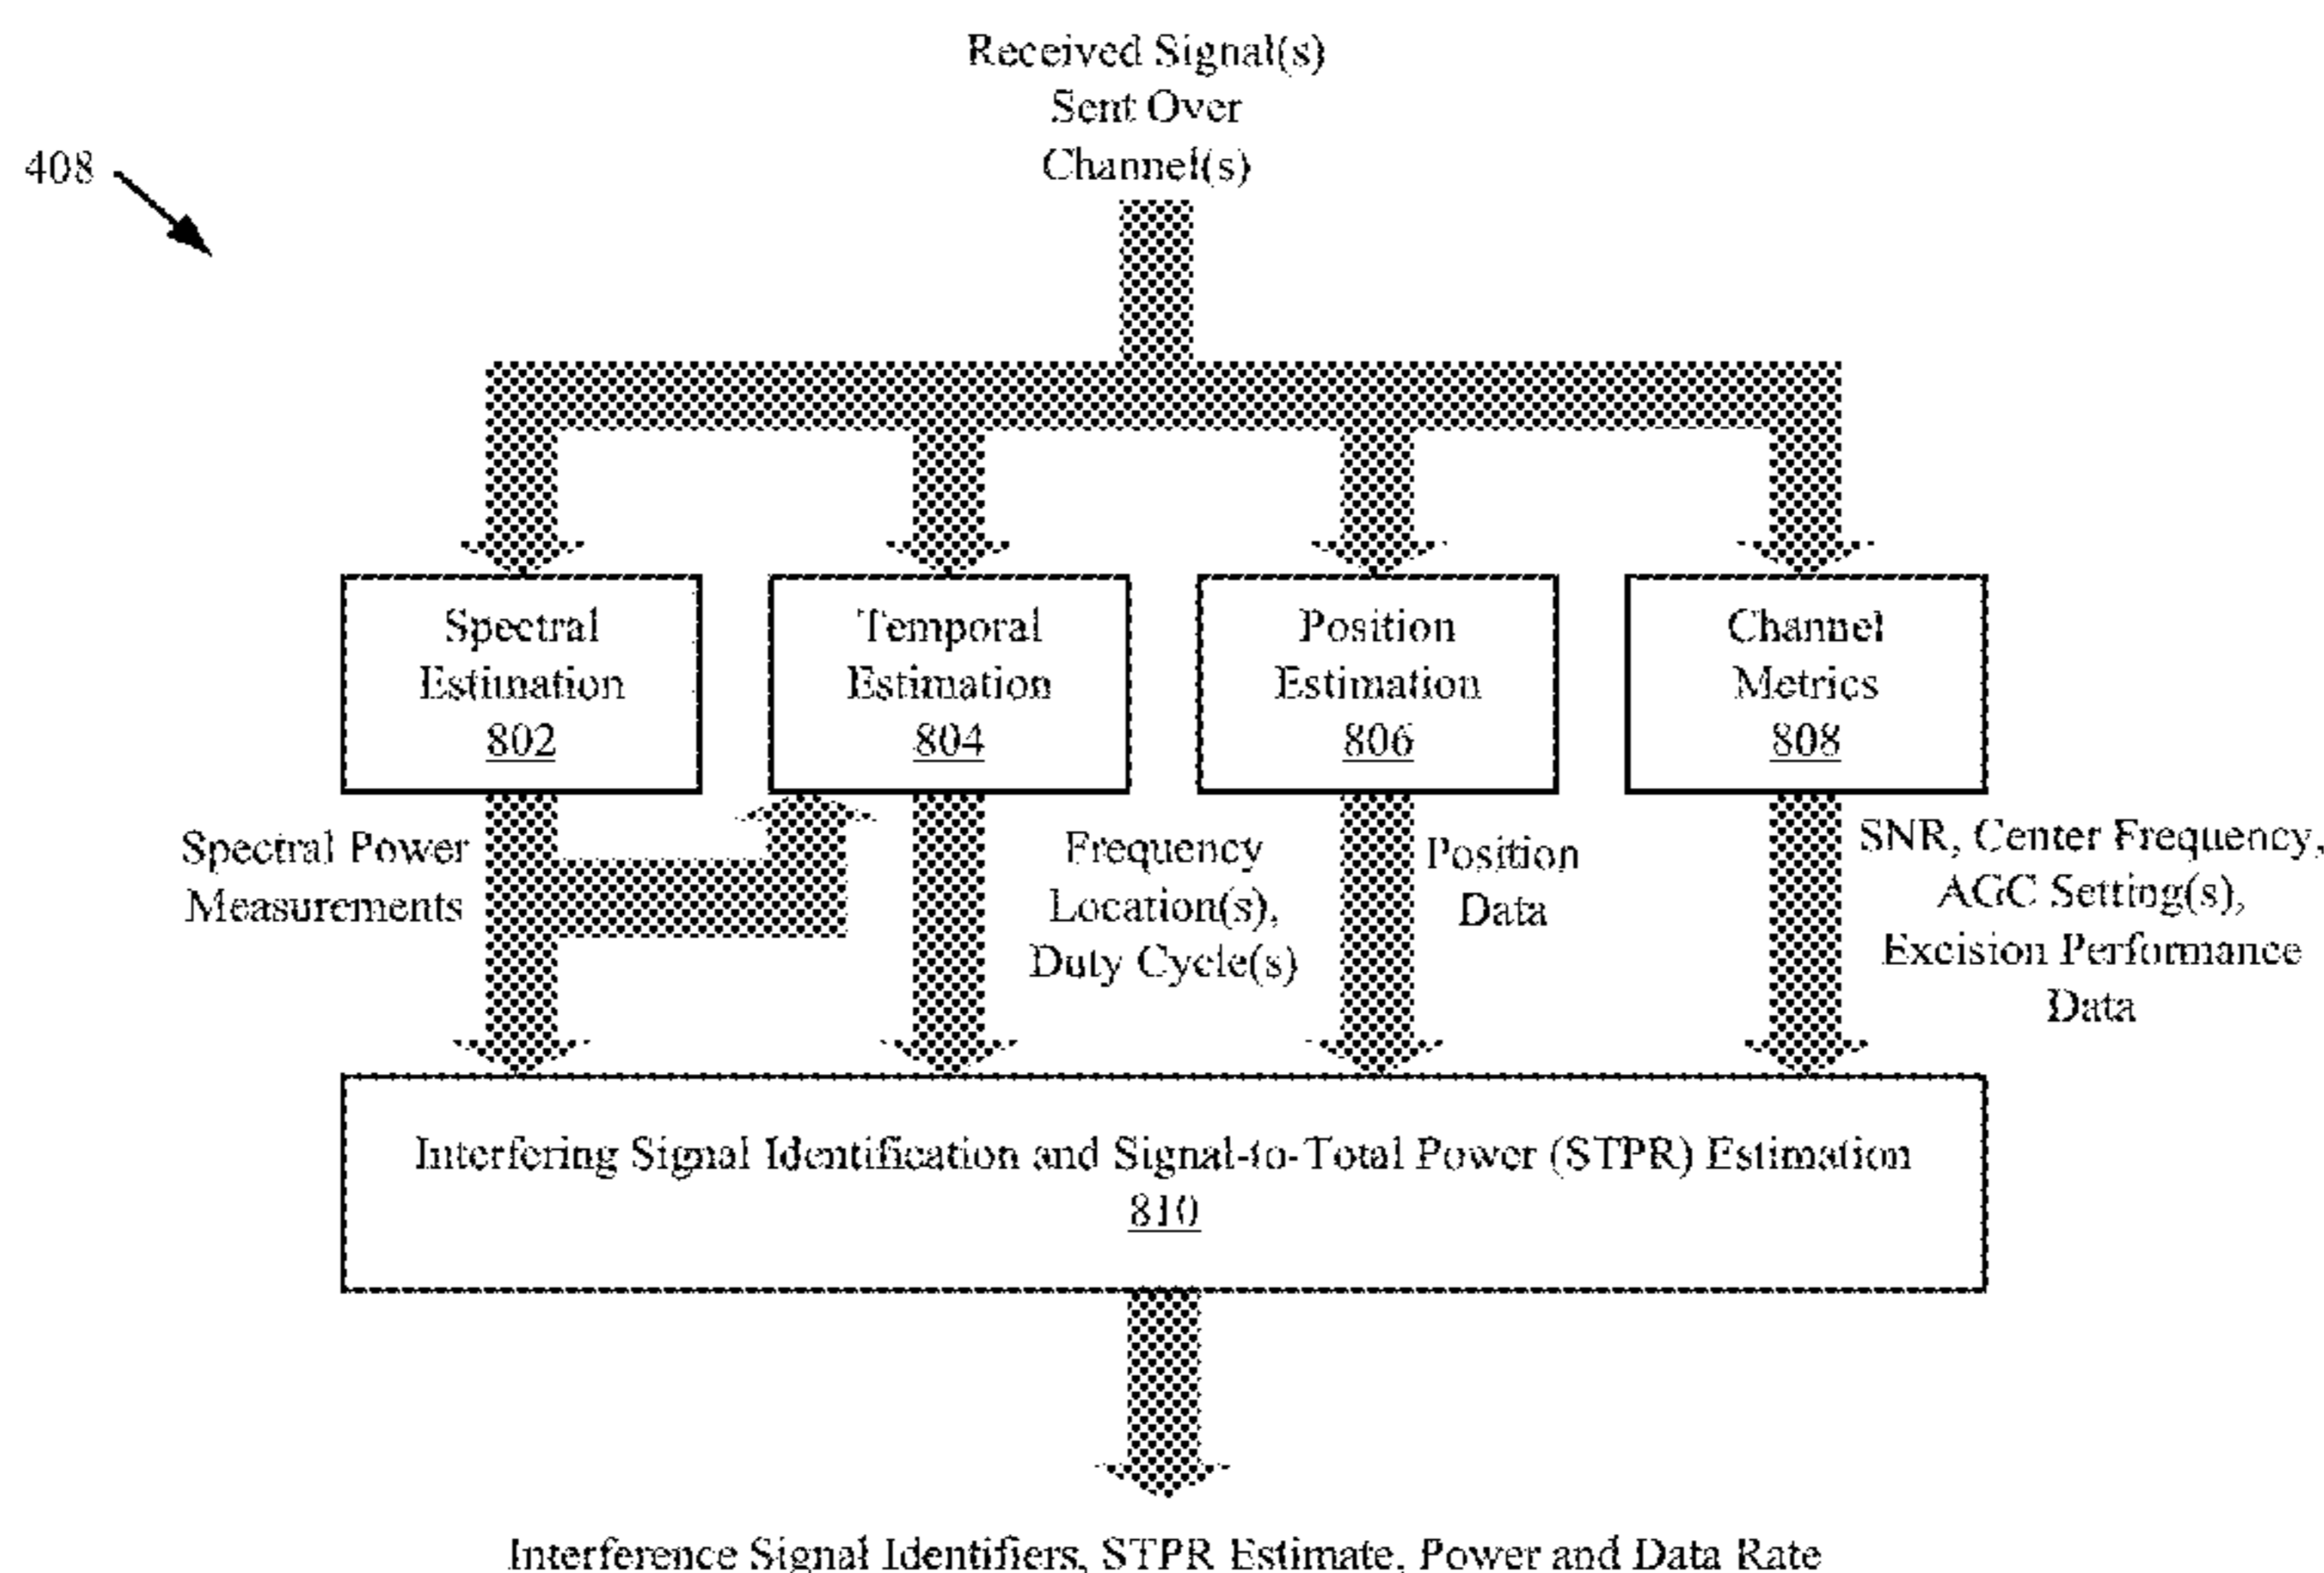 Received Signal(s)
Sent Over
Channel(s)
408
Spectral
Estimation
802
Temporal
Estimation
804
Position
Estimation
806
Channel
Metrics
808
Spectral Power
Measurements
Frequency
Location(s),
Duty Cycle(s)
Position
Data
SNR, Center Frequency,
AGC Setting(s),
Excision Performance
Data
Interfering Signal Identification and Signal-to-Total Power (STPR) Estimation
810
Interference Signal Identifiers, STPR Estimate, Power and Data Rate